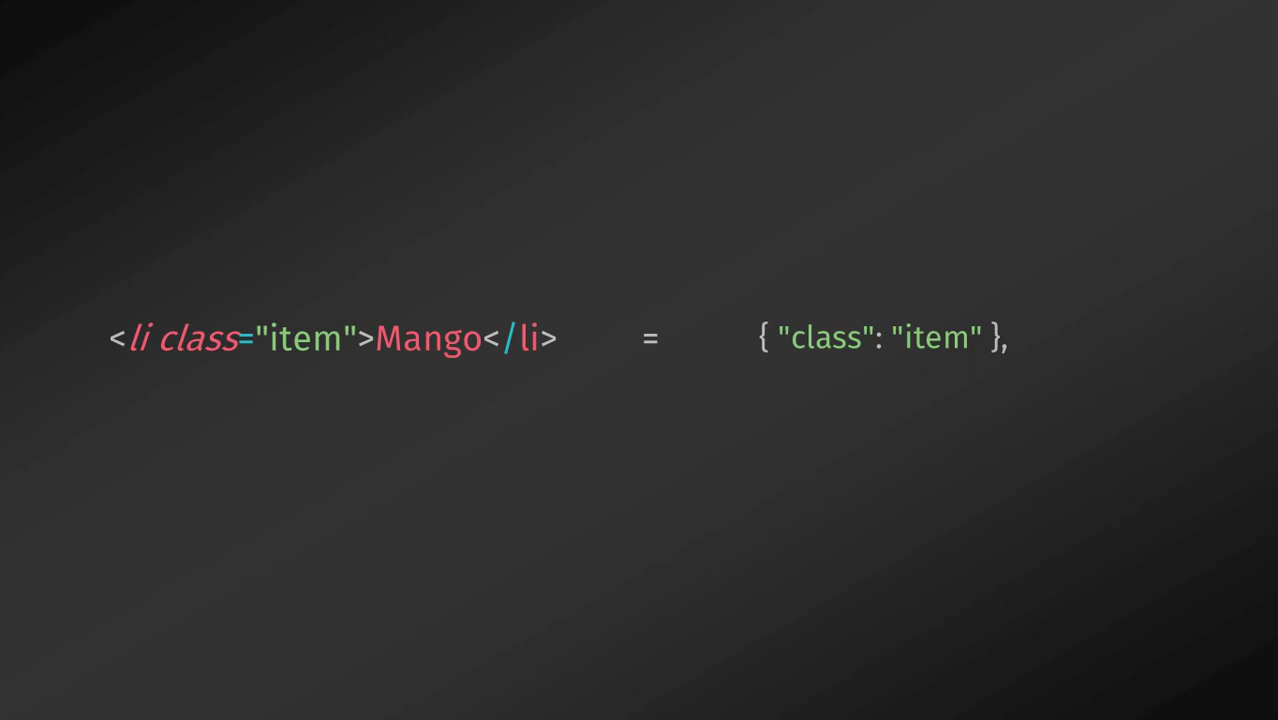 <li class="item">Mango</li> = { "class": "item" },